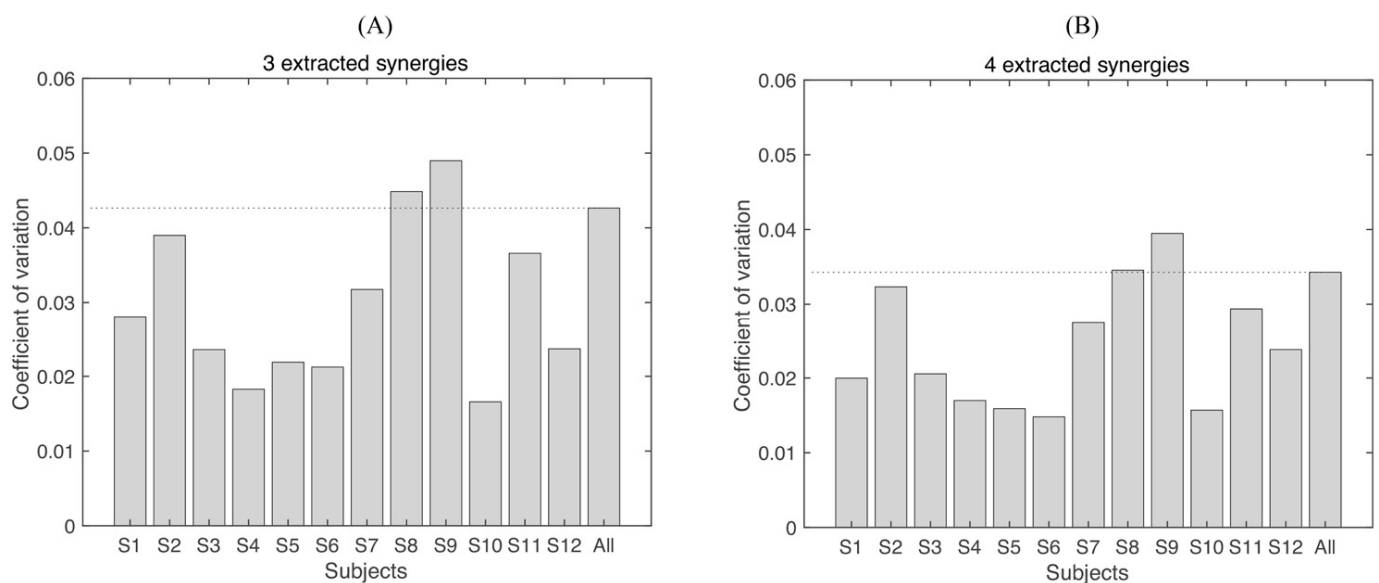 (A)
3 extracted synergies
0.06
0.05
0.04
0.03
0.02
0.01
0
Coefficient of variation
S1 S2 S3 S4 S5 S6 S7 S8 S9 S10 S11 S12 All
Subjects
(B)
4 extracted synergies
0.06
0.05
0.04
0.03
0.02
0.01
0
Coefficient of variation
S1 S2 S3 S4 S5 S6 S7 S8 S9 S10 S11 S12 All
Subjects